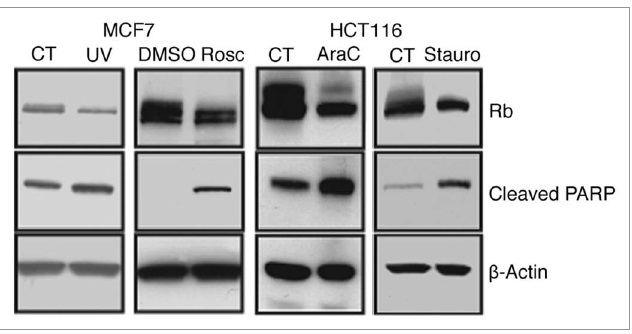 MCF7 HCT116
CT UV DMSO Rosc CT AraC CT Stauro
Rb
Cleaved PARP
β-Actin